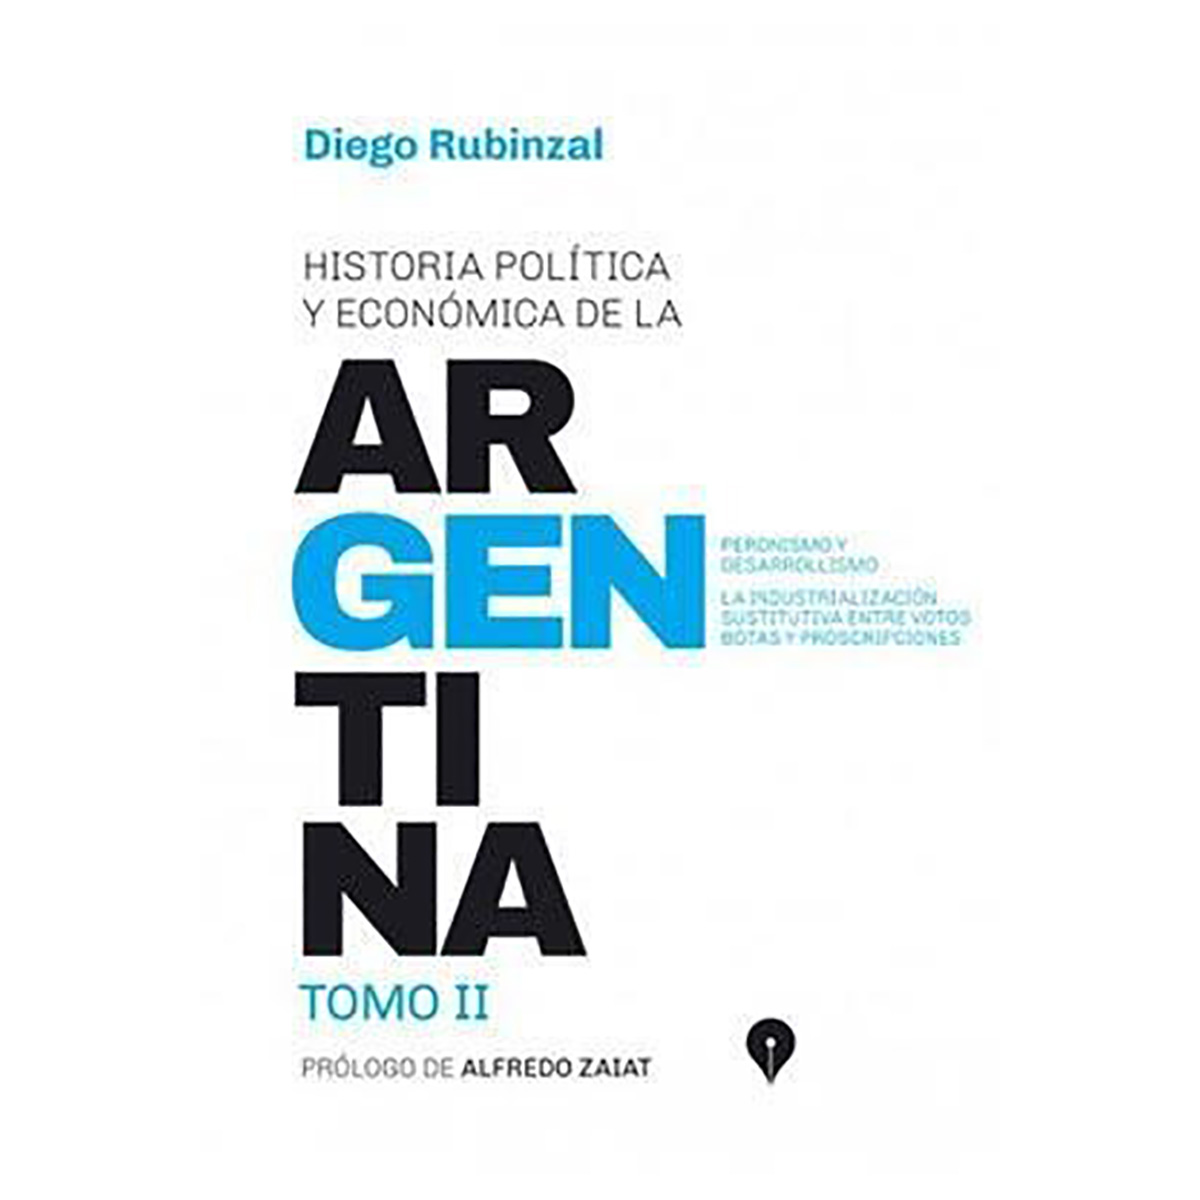 Diego Rubinzal
HISTORIA POLÍTICA
Y ECONÓMICA DE LA
AR
GEN
TI
NA
PERONISMO Y
DESARROLLISMO
LA INDUSTRIALIZACIÓN
SUSTITUTIVA ENTRE VOTOS
BOTAS Y PROSCRIPCIONES
TOMO II
PRÓLOGO DE ALFREDO ZAIAT